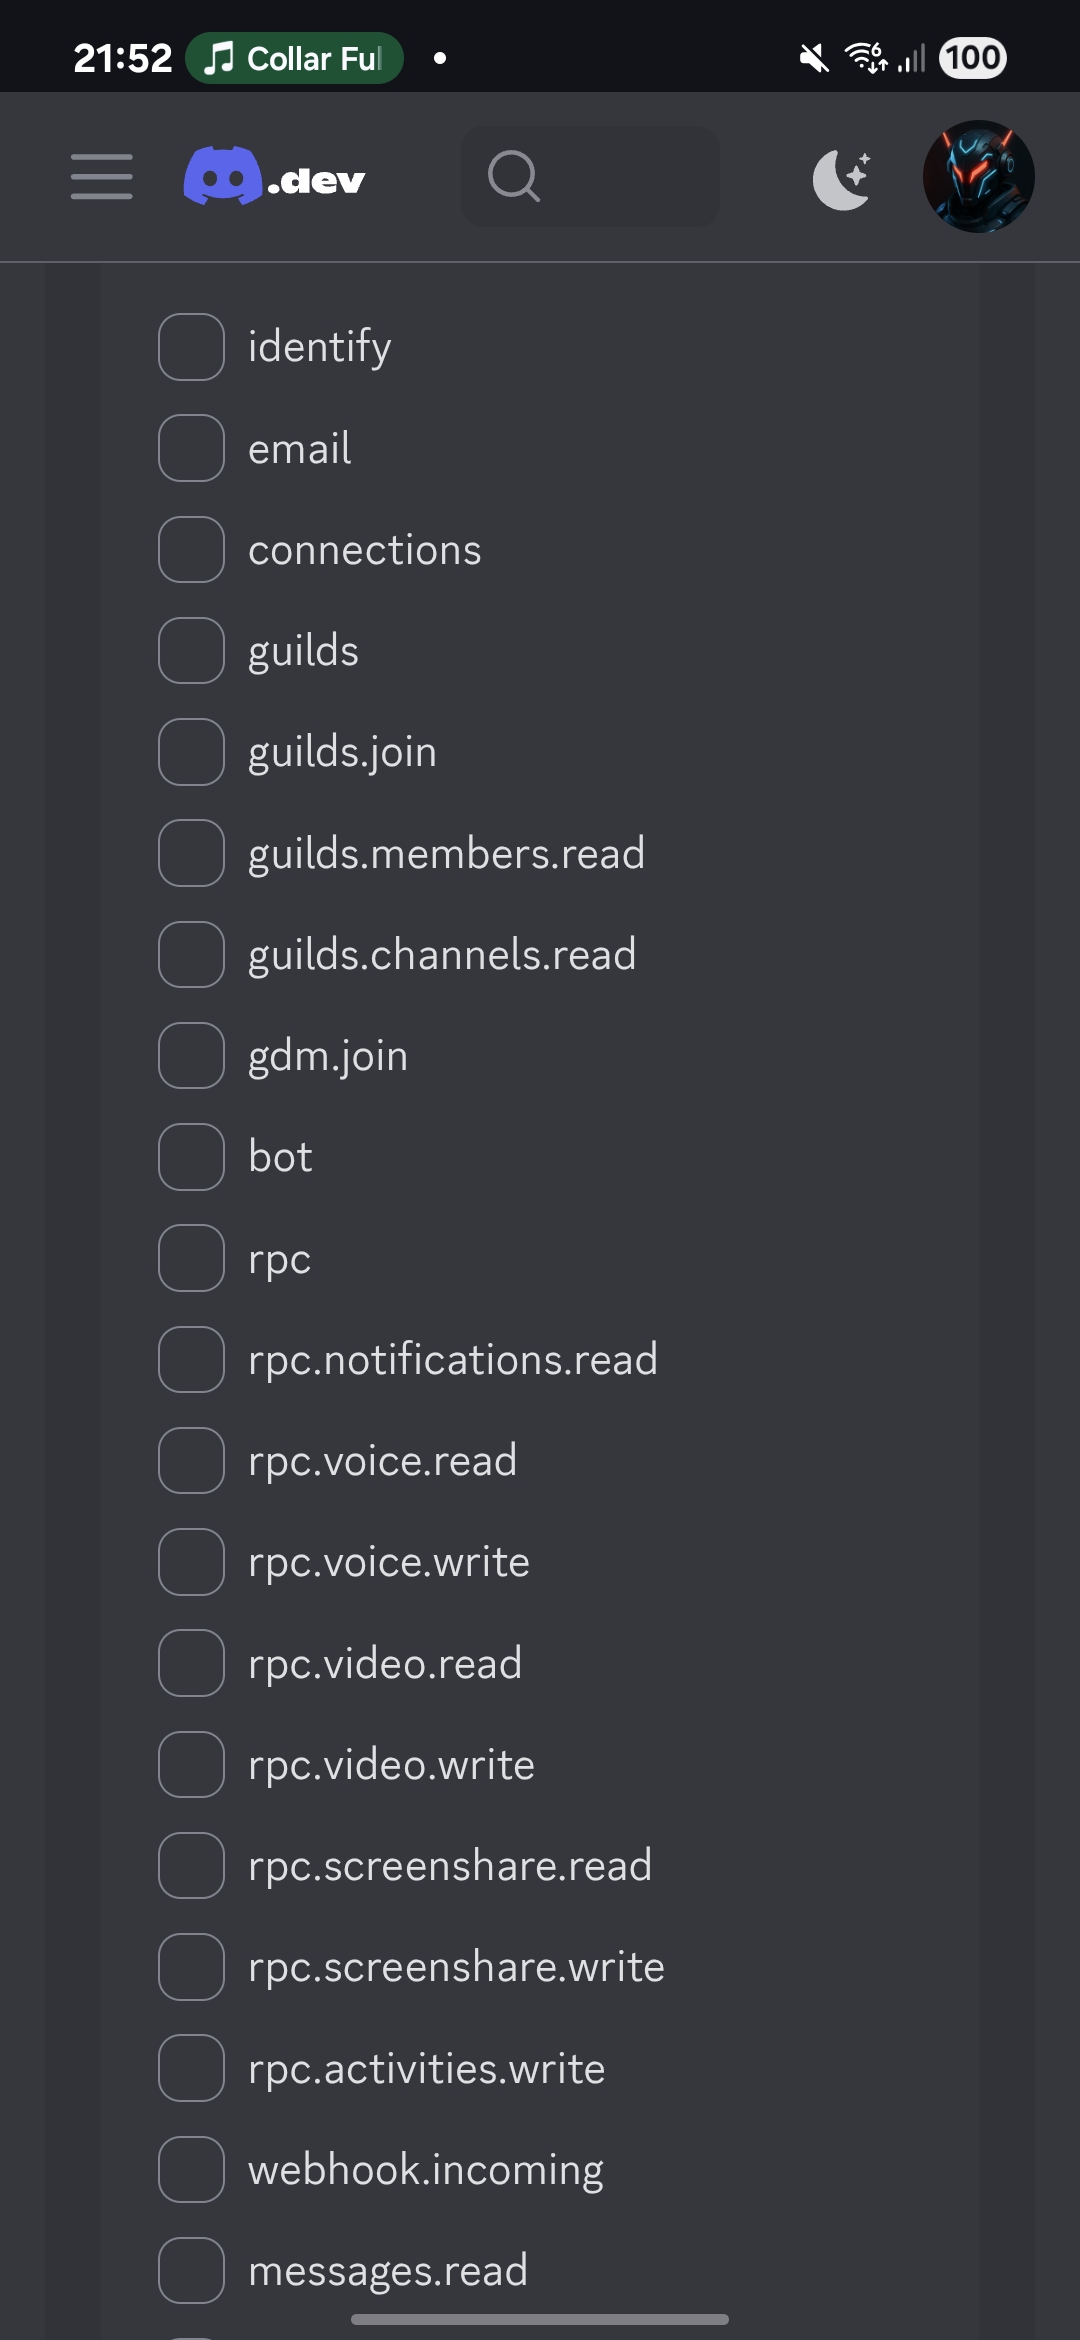 21:52 Collar Ful 6 100
.dev
identify
email
connections
guilds
guilds.join
guilds.members.read
guilds.channels.read
gdm.join
bot
rpc
rpc.notifications.read
rpc.voice.read
rpc.voice.write
rpc.video.read
rpc.video.write
rpc.screenshare.read
rpc.screenshare.write
rpc.activities.write
webhook.incoming
messages.read